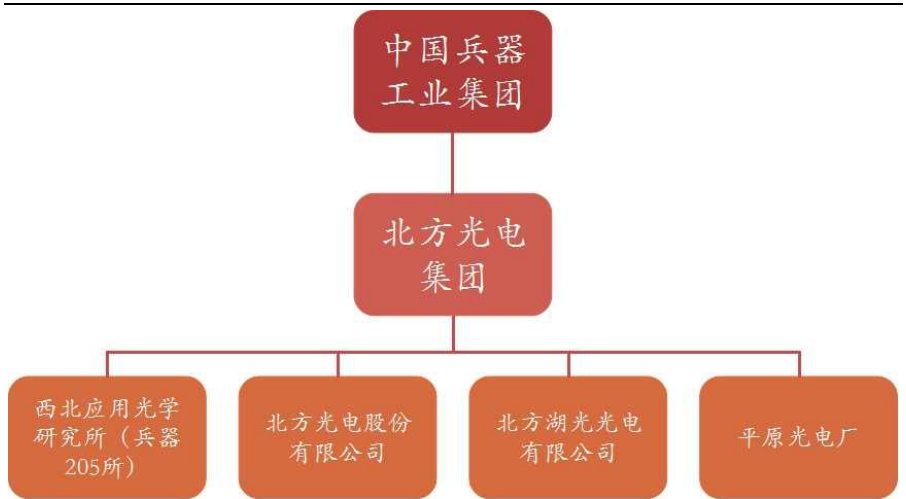 中国兵器
工业集团
北方光电
集团
西北应用光学
研究所（兵器
205所）
北方光电股份
有限公司
北方湖光光电
有限公司
平原光电厂